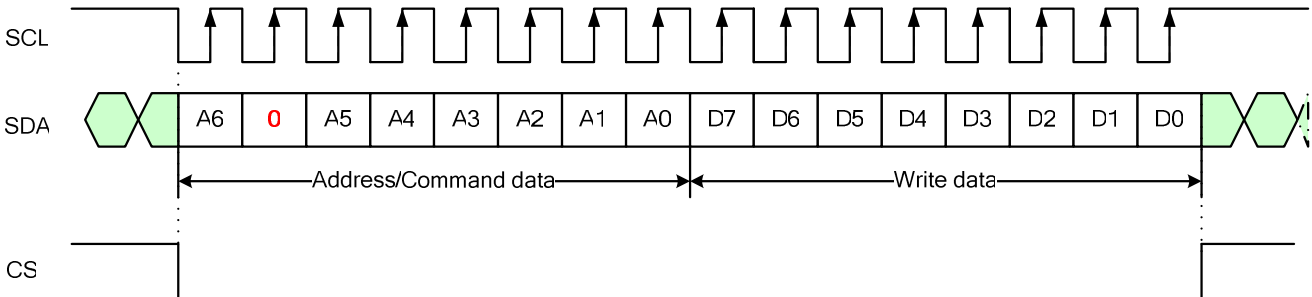 SCL
SDA A6 0 A5 A4 A3 A2 A1 A0 D7 D6 D5 D4 D3 D2 D1 D0
Address/Command data Write data
CS